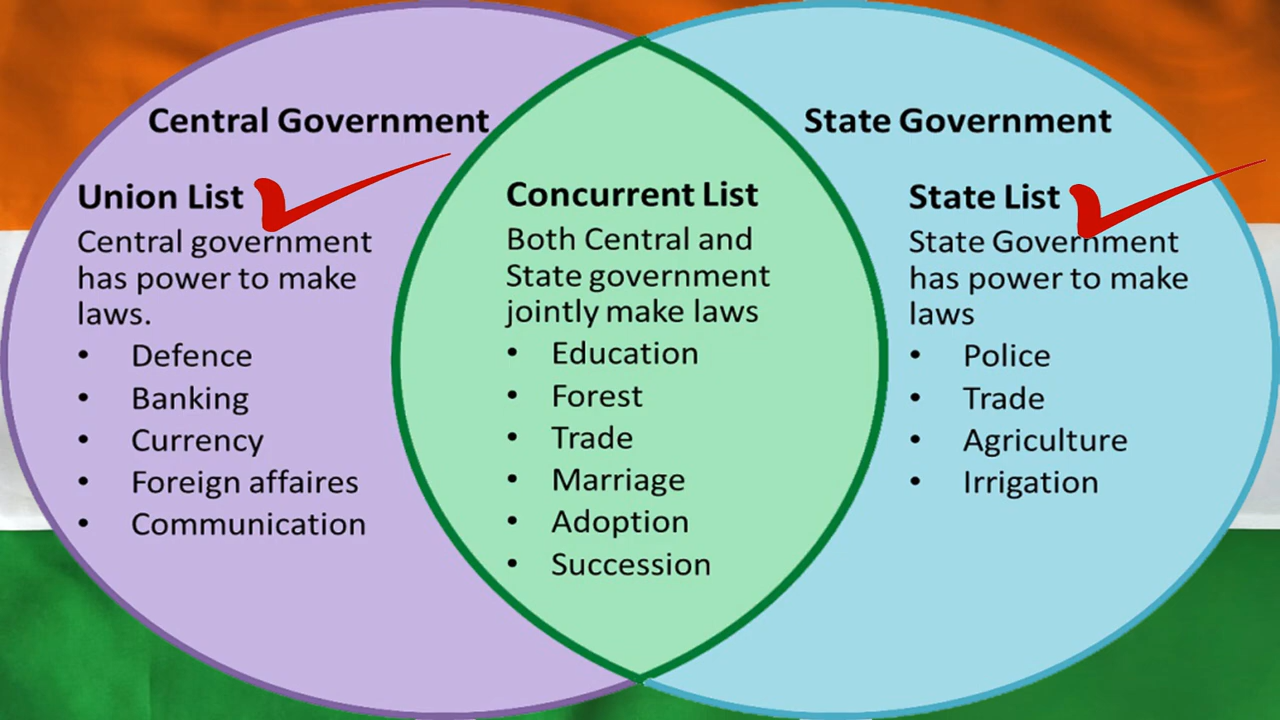 Central Government
Union List
Central government
has power to make
laws.
• Defence
• Banking
• Currency
• Foreign affaires
• Communication
Concurrent List
Both Central and
State government
jointly make laws
• Education
• Forest
• Trade
• Marriage
• Adoption
• Succession
State Government
State List
State Government
has power to make
laws
• Police
• Trade
• Agriculture
• Irrigation